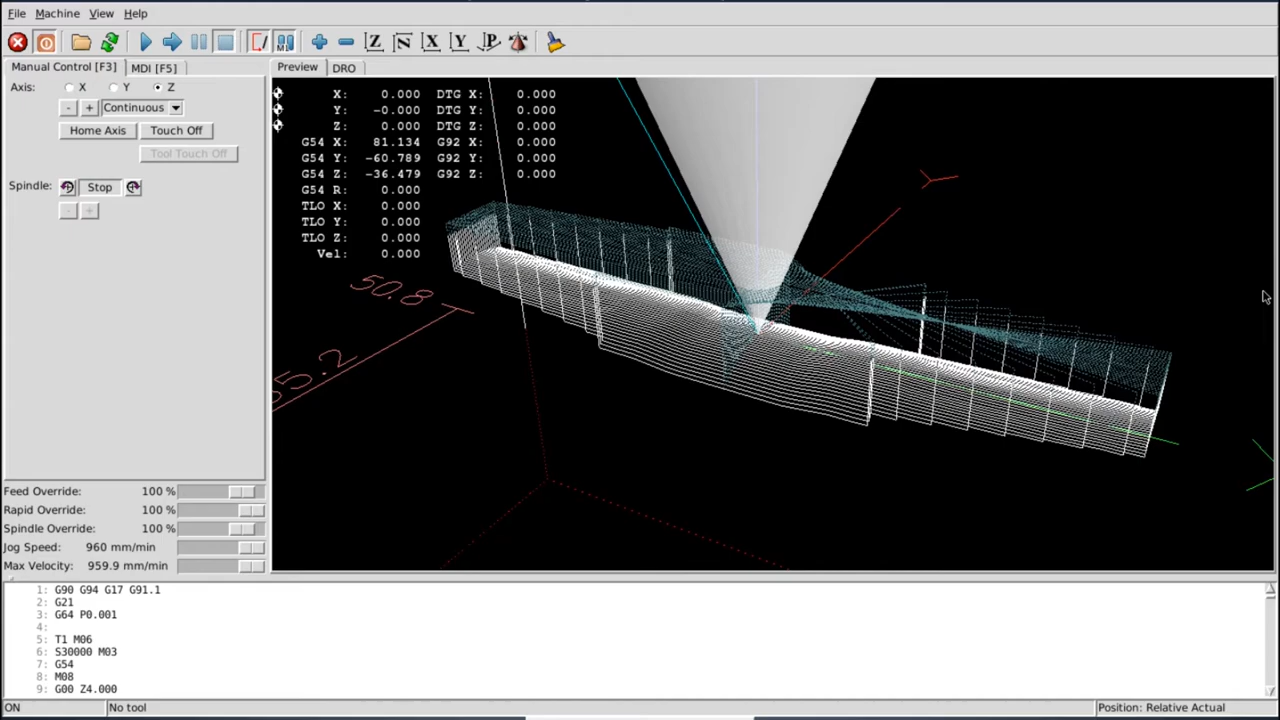 File Machine View Help
Manual Control [F3] MDI [F5]
Preview DRO
Axis: X Y Z
- + Continuous
Home Axis Touch Off
Tool Touch Off
Spindle: Stop
- +
X: 0.000 DTG X: 0.000
Y: -0.000 DTG Y: 0.000
Z: 0.000 DTG Z: 0.000
G54 X: 81.134 G92 X: 0.000
G54 Y: -60.789 G92 Y: 0.000
G54 Z: -36.479 G92 Z: 0.000
G54 R: 0.000
TLO X: 0.000
TLO Y: 0.000
TLO Z: 0.000
Vel: 0.000
50.8
5.2
Feed Override: 100 %
Rapid Override: 100 %
Spindle Override: 100 %
Jog Speed: 960 mm/min
Max Velocity: 959.9 mm/min
1: G90 G94 G17 G91.1
2: G21
3: G64 P0.001
4:
5: T1 M06
6: S30000 M03
7: G54
8: M08
9: G00 Z4.000
ON No tool Position: Relative Actual